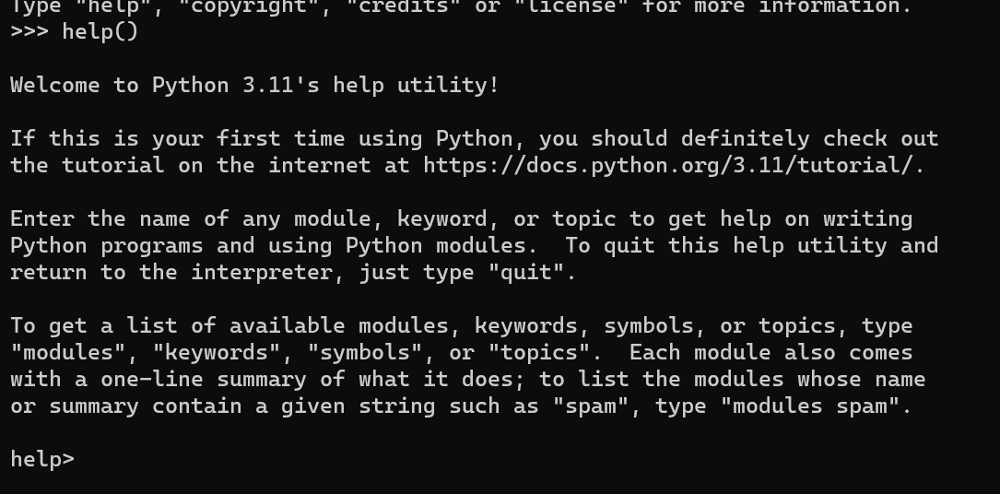 Type "help", "copyright", "credits" or "license" for more information.
>>> help()
Welcome to Python 3.11's help utility!
If this is your first time using Python, you should definitely check out
the tutorial on the internet at https://docs.python.org/3.11/tutorial/.
Enter the name of any module, keyword, or topic to get help on writing
Python programs and using Python modules.  To quit this help utility and
return to the interpreter, just type "quit".
To get a list of available modules, keywords, symbols, or topics, type
"modules", "keywords", "symbols", or "topics".  Each module also comes
with a one-line summary of what it does; to list the modules whose name
or summary contain a given string such as "spam", type "modules spam".
help>